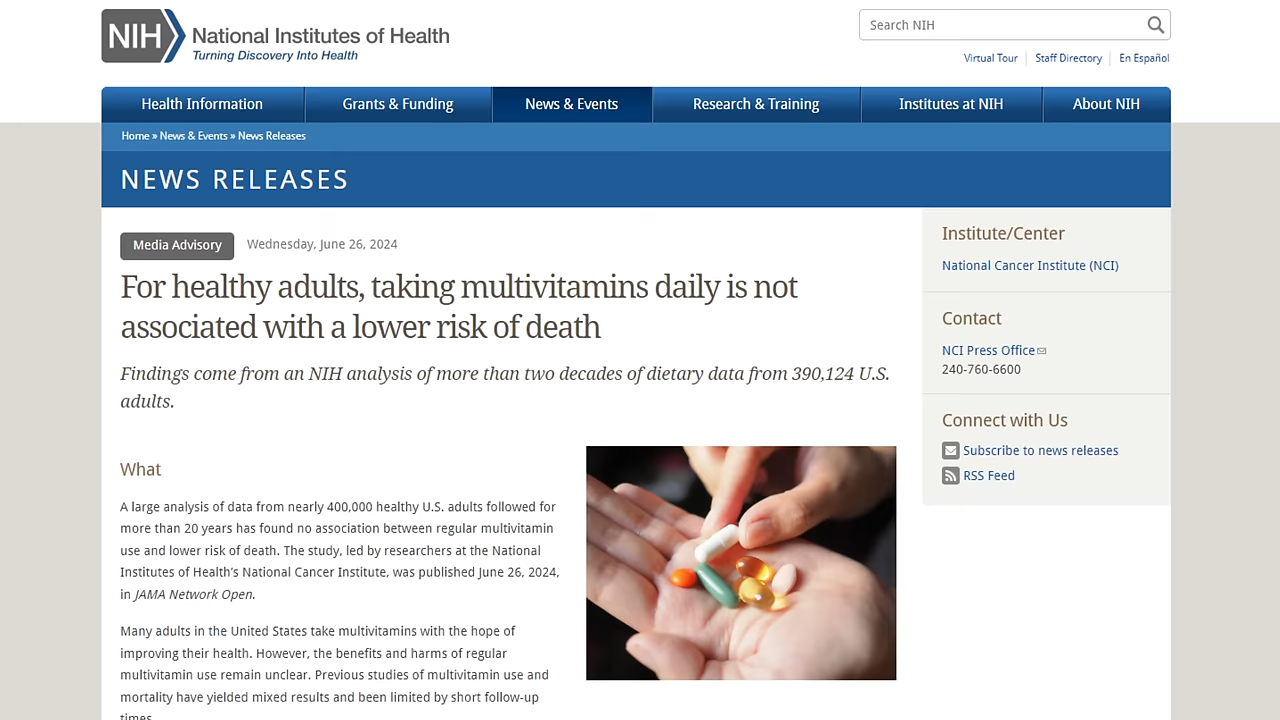 NIH National Institutes of Health
Turning Discovery Into Health
Search NIH
Virtual Tour Staff Directory En Español
Health Information Grants & Funding News & Events Research & Training Institutes at NIH About NIH
Home » News & Events » News Releases
NEWS RELEASES
Media Advisory Wednesday, June 26, 2024
For healthy adults, taking multivitamins daily is not
associated with a lower risk of death
Findings come from an NIH analysis of more than two decades of dietary data from 390,124 U.S.
adults.
What
A large analysis of data from nearly 400,000 healthy U.S. adults followed for
more than 20 years has found no association between regular multivitamin
use and lower risk of death. The study, led by researchers at the National
Institutes of Health’s National Cancer Institute, was published June 26, 2024,
in JAMA Network Open.
Many adults in the United States take multivitamins with the hope of
improving their health. However, the benefits and harms of regular
multivitamin use remain unclear. Previous studies of multivitamin use and
mortality have yielded mixed results and been limited by short follow-up
times.
Institute/Center
National Cancer Institute (NCI)
Contact
NCI Press Office
240-760-6600
Connect with Us
Subscribe to news releases
RSS Feed